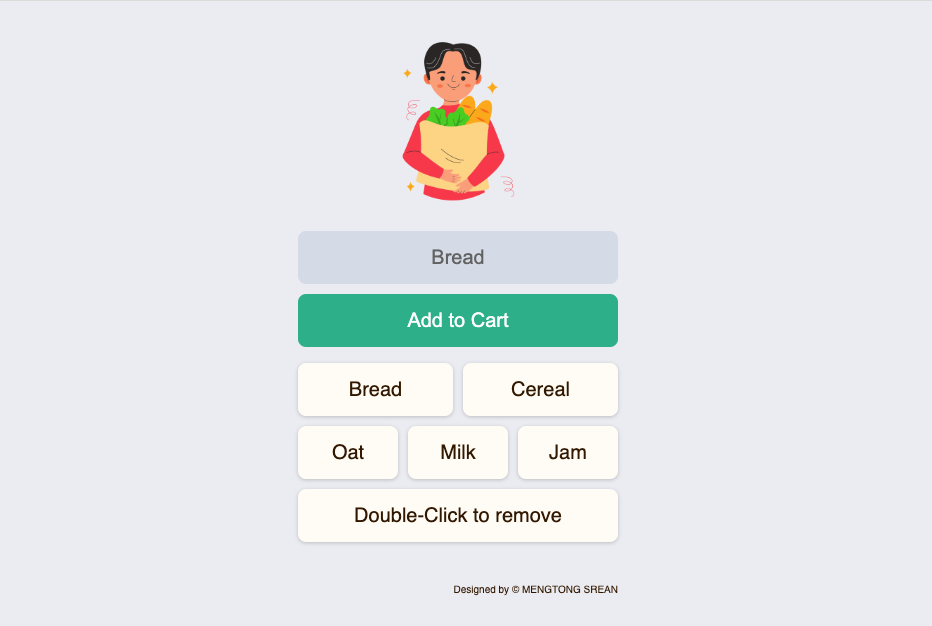 Bread
Add to Cart
Bread
Cereal
Oat
Milk
Jam
Double-Click to remove
Designed by © MENGTONG SREAN